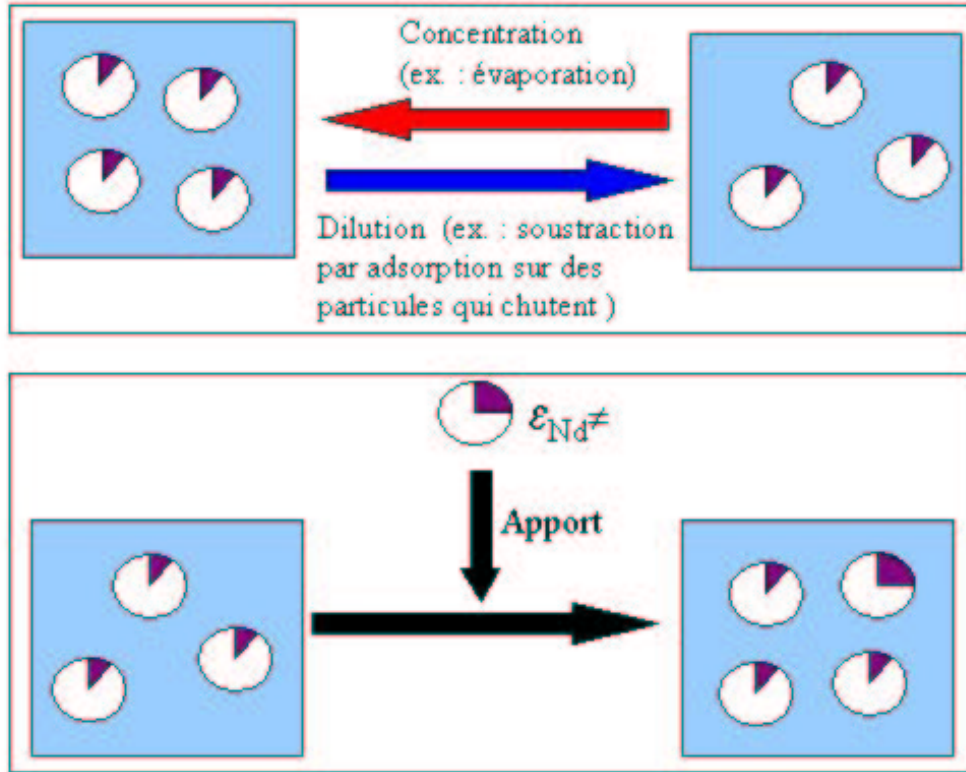 Concentration
(ex. : évaporation)
Dilution (ex. : soustraction
par adsorption sur des
particules qui chutent )
εNd≠
Apport